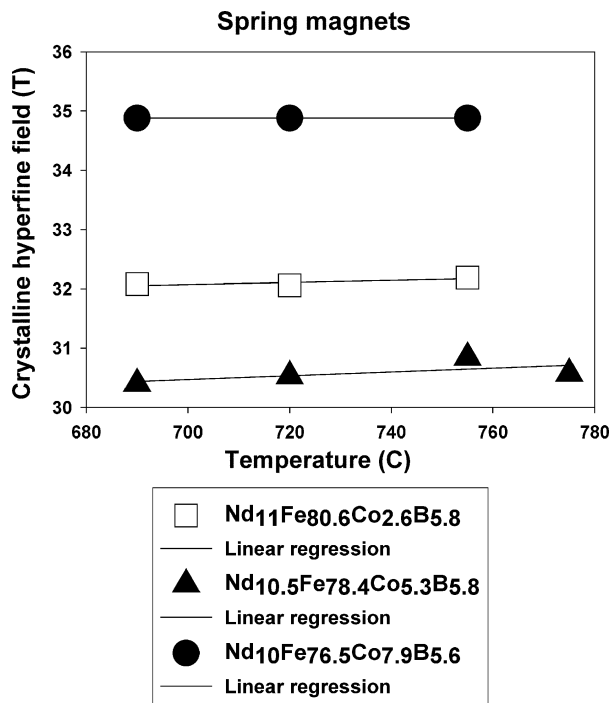 Spring magnets
Crystalline hyperfine field (T)
36
35
34
33
32
31
30
680 700 720 740 760 780
Temperature (C)
Nd11Fe80.6Co2.6B5.8
Linear regression
Nd10.5Fe78.4Co5.3B5.8
Linear regression
Nd10Fe76.5Co7.9B5.6
Linear regression